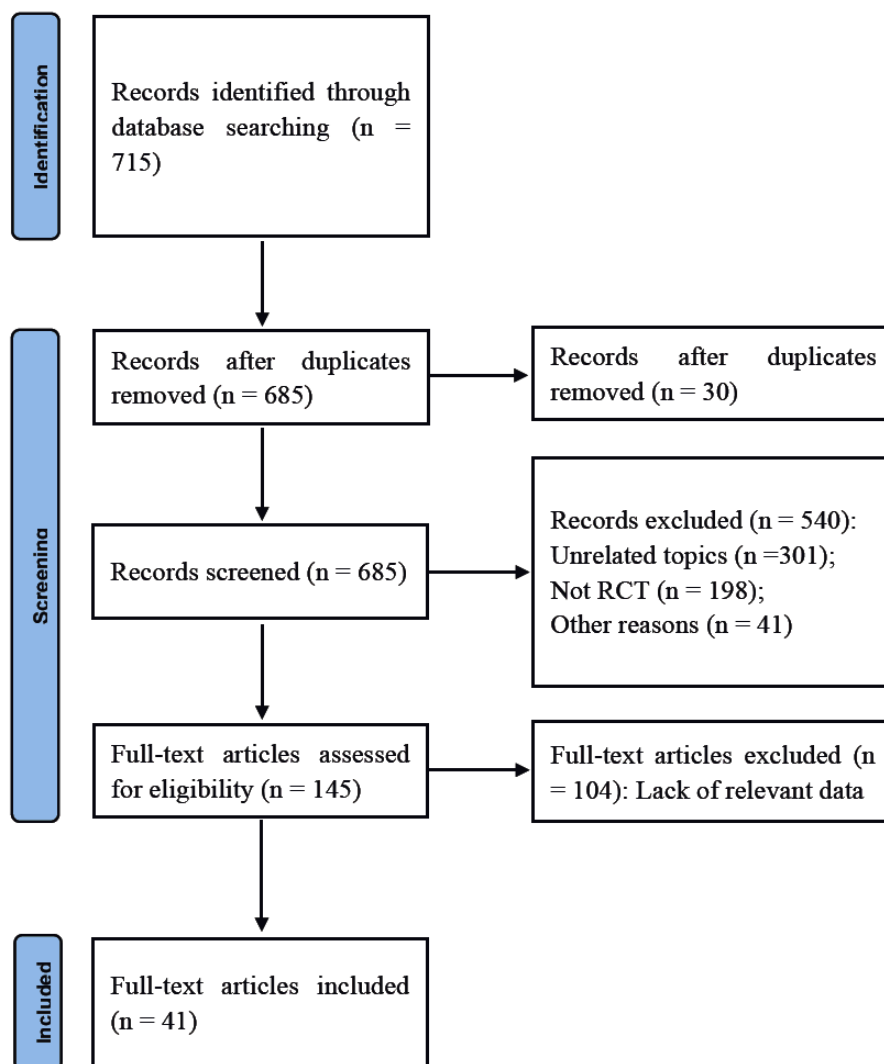 Identification
Records identified through
database searching (n =
715)
Screening
Records after duplicates
removed (n = 685)
Records after duplicates
removed (n = 30)
Records screened (n = 685)
Records excluded (n = 540):
Unrelated topics (n =301);
Not RCT (n = 198);
Other reasons (n = 41)
Full-text articles assessed
for eligibility (n = 145)
Full-text articles excluded (n
= 104): Lack of relevant data
Included
Full-text articles included
(n = 41)